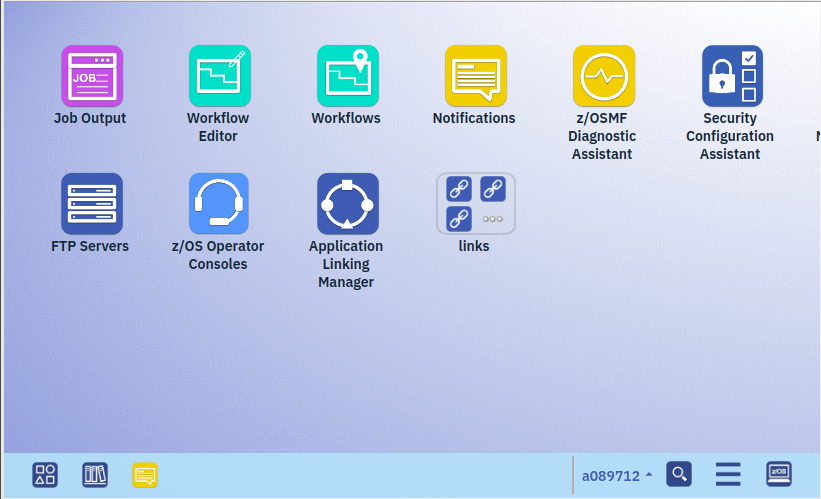 JOB
Job Output
Workflow
Editor
Workflows
Notifications
z/OSMF
Diagnostic
Assistant
Security
Configuration
Assistant
FTP Servers
z/OS Operator
Consoles
Application
Linking
Manager
links
a089712
z/OS